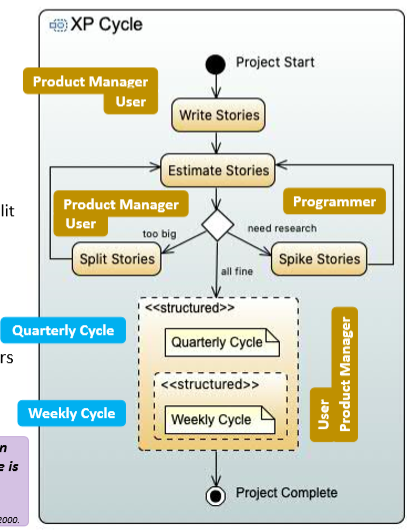 XP Cycle
Project Start
Product Manager
User
Write Stories
Estimate Stories
Product Manager
User
Programmer
lit
too big
need research
Split Stories
Spike Stories
all fine
<<structured>>
Quarterly Cycle
Quarterly Cycle
rs
<<structured>>
Weekly Cycle
Weekly Cycle
User
Product Manager
n
e is
2000.
Project Complete